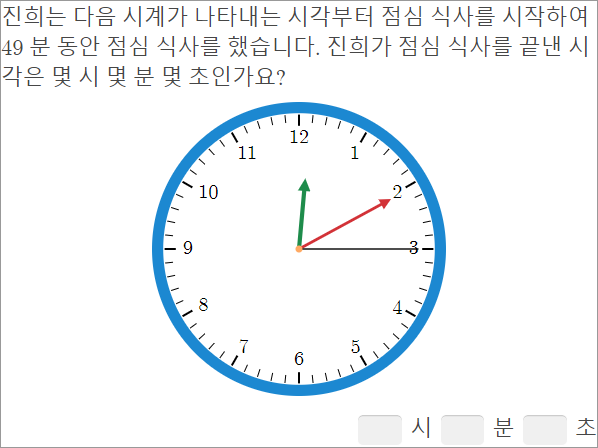 진희는 다음 시계가 나타내는 시각부터 점심 식사를 시작하여
49 분 동안 점심 식사를 했습니다. 진희가 점심 식사를 끝낸 시
각은 몇 시 몇 분 몇 초인가요?
12
11 1
10 2
9 3
8 4
7 5
6
시 분 초